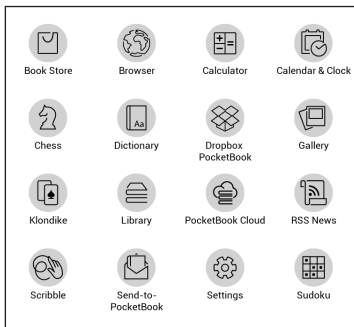 Book Store
Browser
Calculator
Calendar & Clock
Chess
Aa
Dictionary
Dropbox
PocketBook
Gallery
Klondike
Library
PocketBook Cloud
RSS News
Scribble
Send-to-
PocketBook
Settings
Sudoku